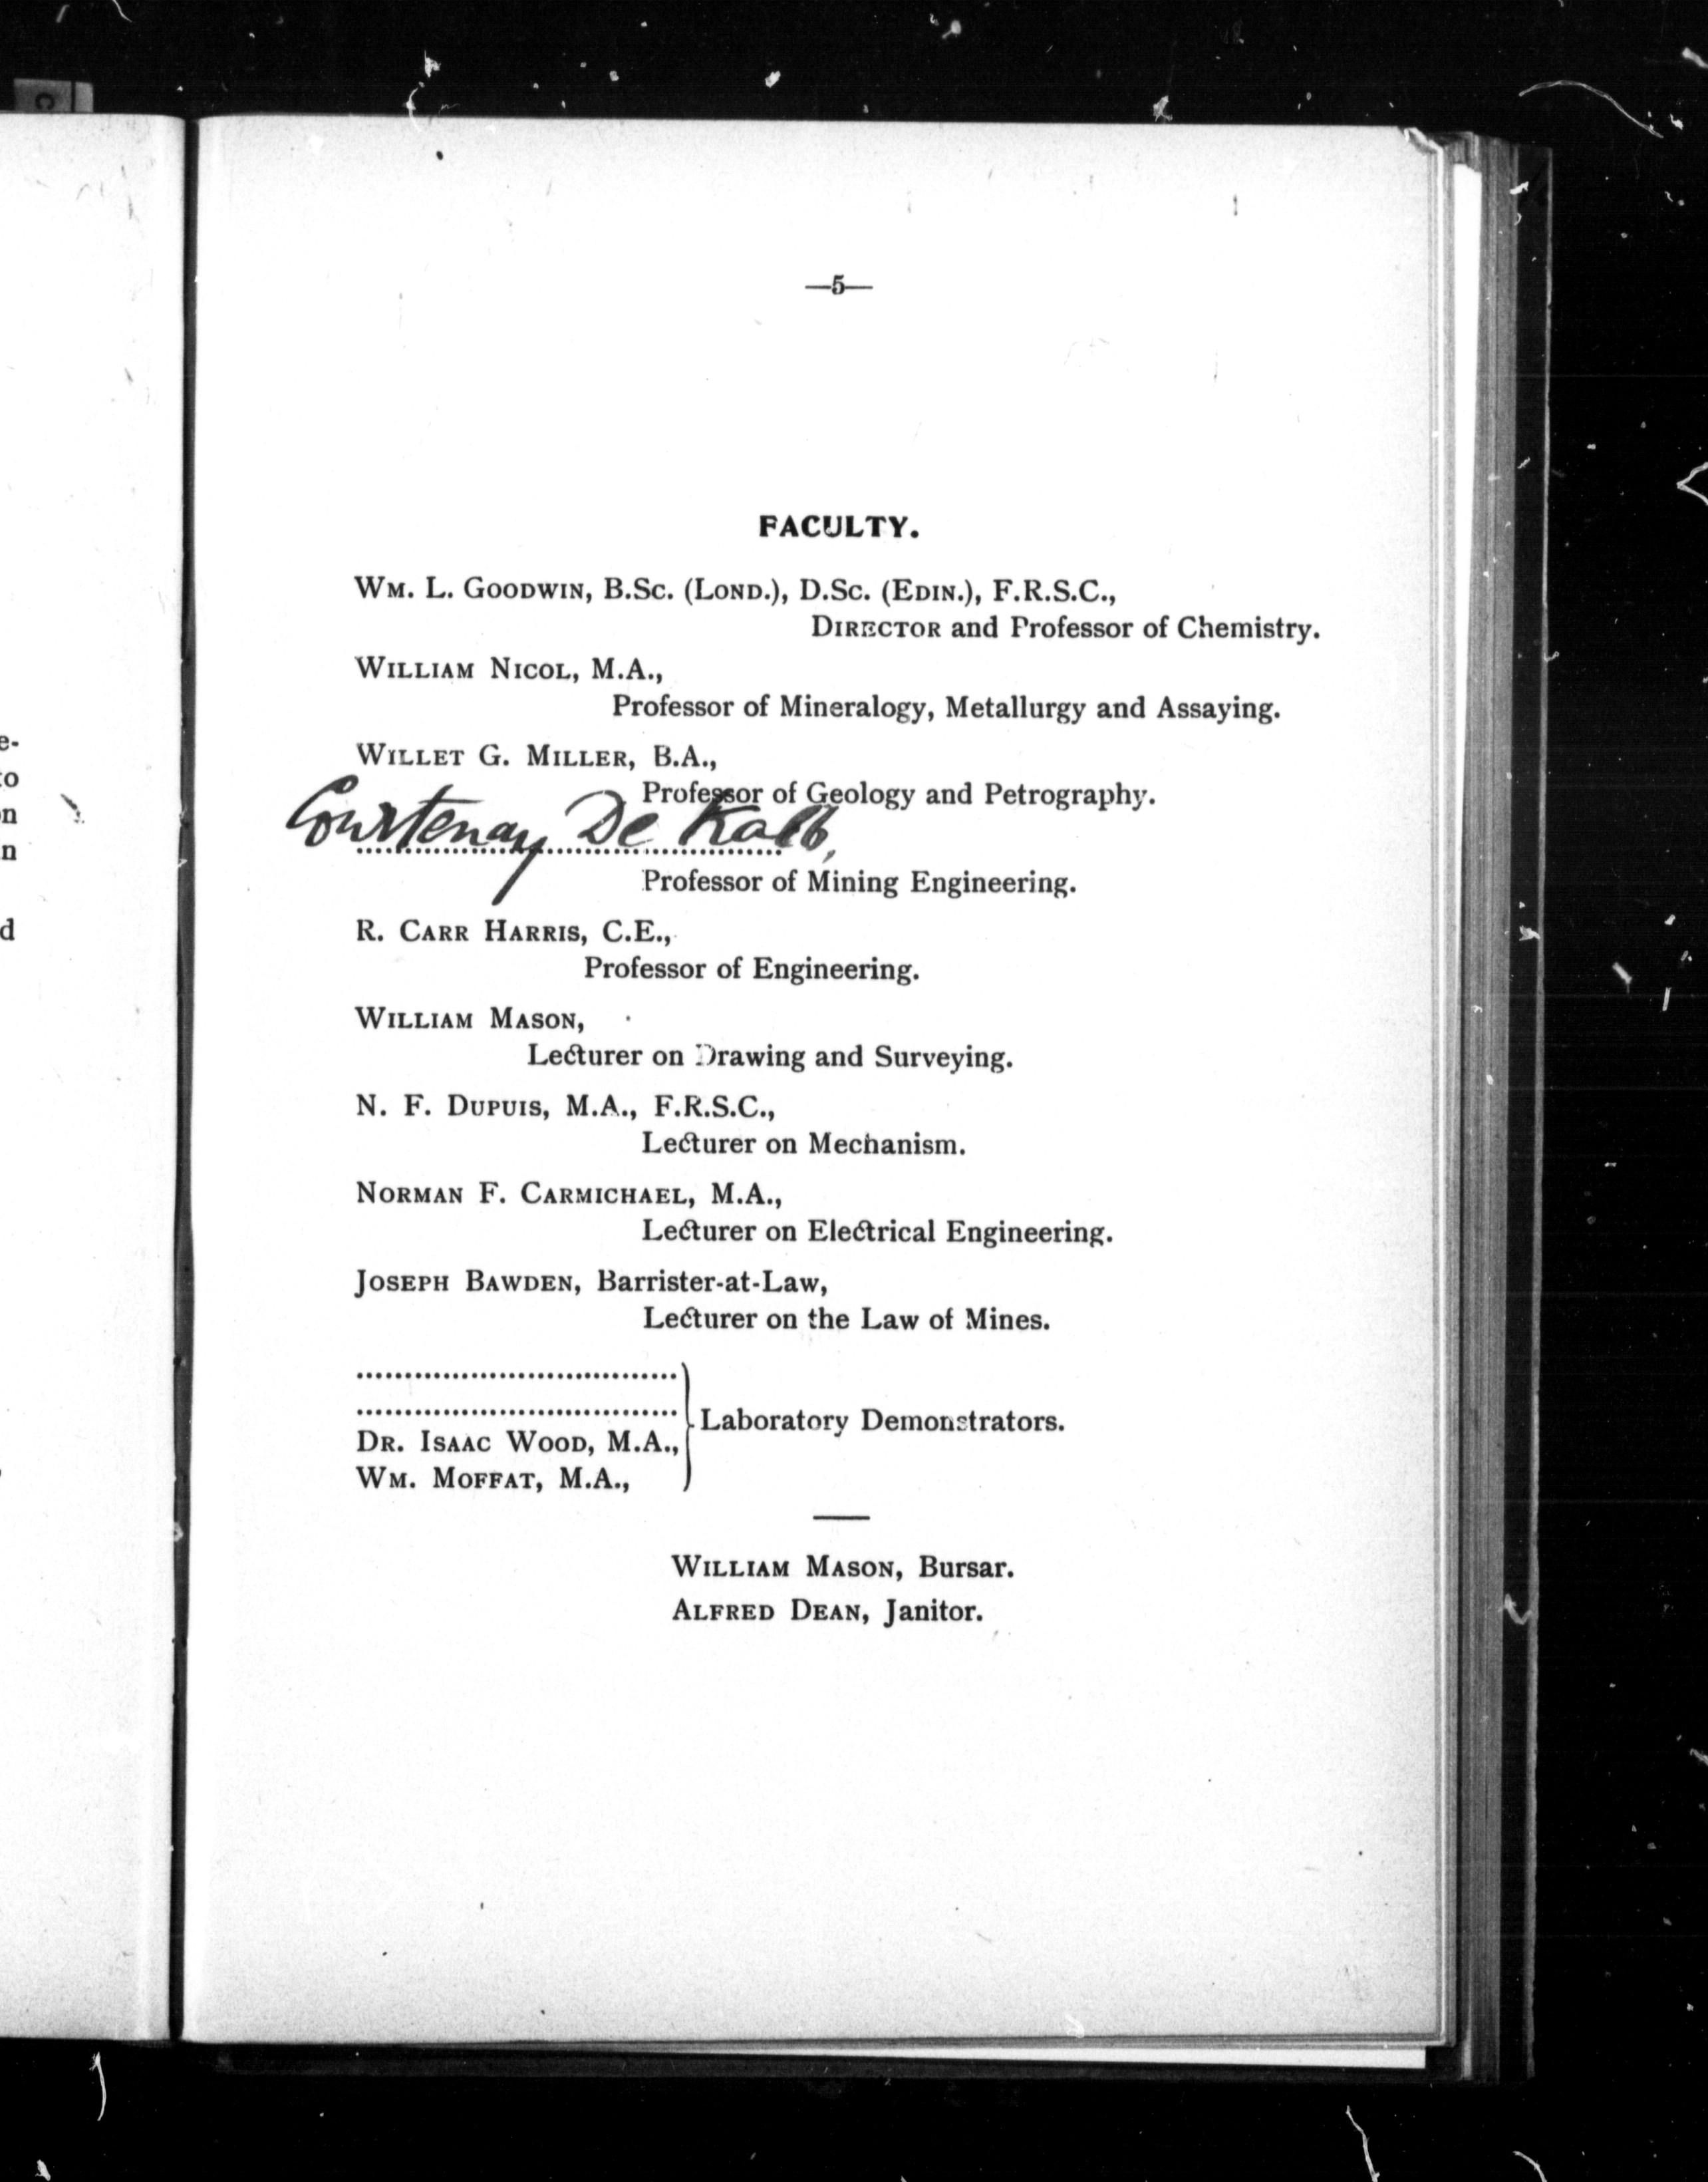 —5—
FACULTY.
WM. L. GOODWIN, B.SC. (LOND.), D.SC. (EDIN.), F.R.S.C.,
DIRECTOR and Professor of Chemistry.
WILLIAM NICOL, M.A.,
Professor of Mineralogy, Metallurgy and Assaying.
WILLET G. MILLER, B.A.,
Professor of Geology and Petrography.
Courtenay De Kalb,
Professor of Mining Engineering.
R. CARR HARRIS, C.E.,
Professor of Engineering.
WILLIAM MASON,
Lecturer on Drawing and Surveying.
N. F. DUPUIS, M.A., F.R.S.C.,
Lecturer on Mechanism.
NORMAN F. CARMICHAEL, M.A.,
Lecturer on Electrical Engineering.
JOSEPH BAWDEN, Barrister-at-Law,
Lecturer on the Law of Mines.
..................................
..................................
Laboratory Demonstrators.
DR. ISAAC WOOD, M.A.,
WM. MOFFAT, M.A.,
WILLIAM MASON, Bursar.
ALFRED DEAN, Janitor.